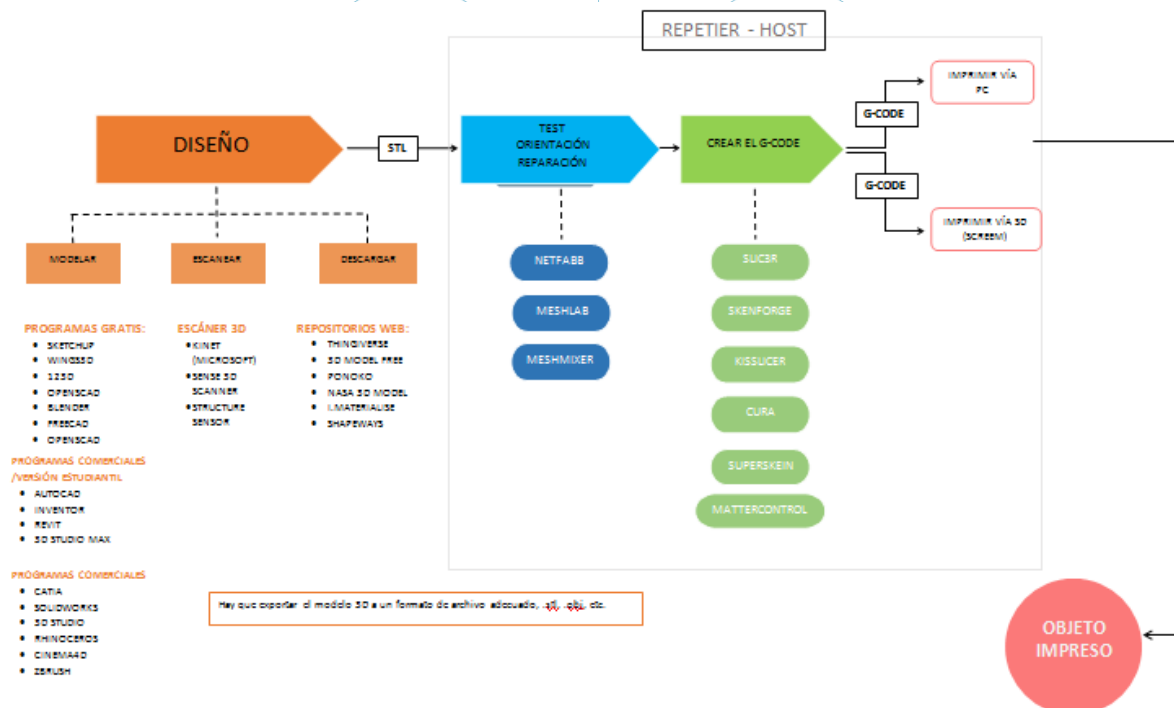 REPETIER - HOST
IMPRIMIR VÍA
PC
G-CODE
DISEÑO
STL
TEST
ORIENTACIÓN
REPARACIÓN
CREAR EL G-CODE
G-CODE
IMPRIMIR VÍA 3D
(SCREEM)
MODELAR
ESCANEAR
DESCARGAR
NETFABB
MESHLAB
MESHMIXER
SLIC3R
SKENFORGE
KISSLICER
CURA
SUPERSKEIN
MATTERCONTROL
PROGRAMAS GRATIS:
• SKETCHUP
• WINGS3D
• 123D
• OPENSCAD
• BLENDER
• FREECAD
• OPENSCAD
ESCÁNER 3D
• KINET
(MICROSOFT)
• SENSE 3D
SCANNER
• STRUCTURE
SENSOR
REPOSITORIOS WEB:
• THINGIVERSE
• 3D MODEL FREE
• PONOKO
• NASA 3D MODEL
• I.MATERIALISE
• SHAPEWAYS
PROGRAMAS COMERCIALES
/VERSIÓN ESTUDIANTIL
• AUTOCAD
• INVENTOR
• REVIT
• 3D STUDIO MAX
PROGRAMAS COMERCIALES
• CATIA
• SOLIDWORKS
• 3D STUDIO
• RHINOCEROS
• CINEMA4D
• ZBRUSH
Hay que exportar el modelo 3D a un formato de archivo adecuado, .stl, .obj, etc.
OBJETO
IMPRESO